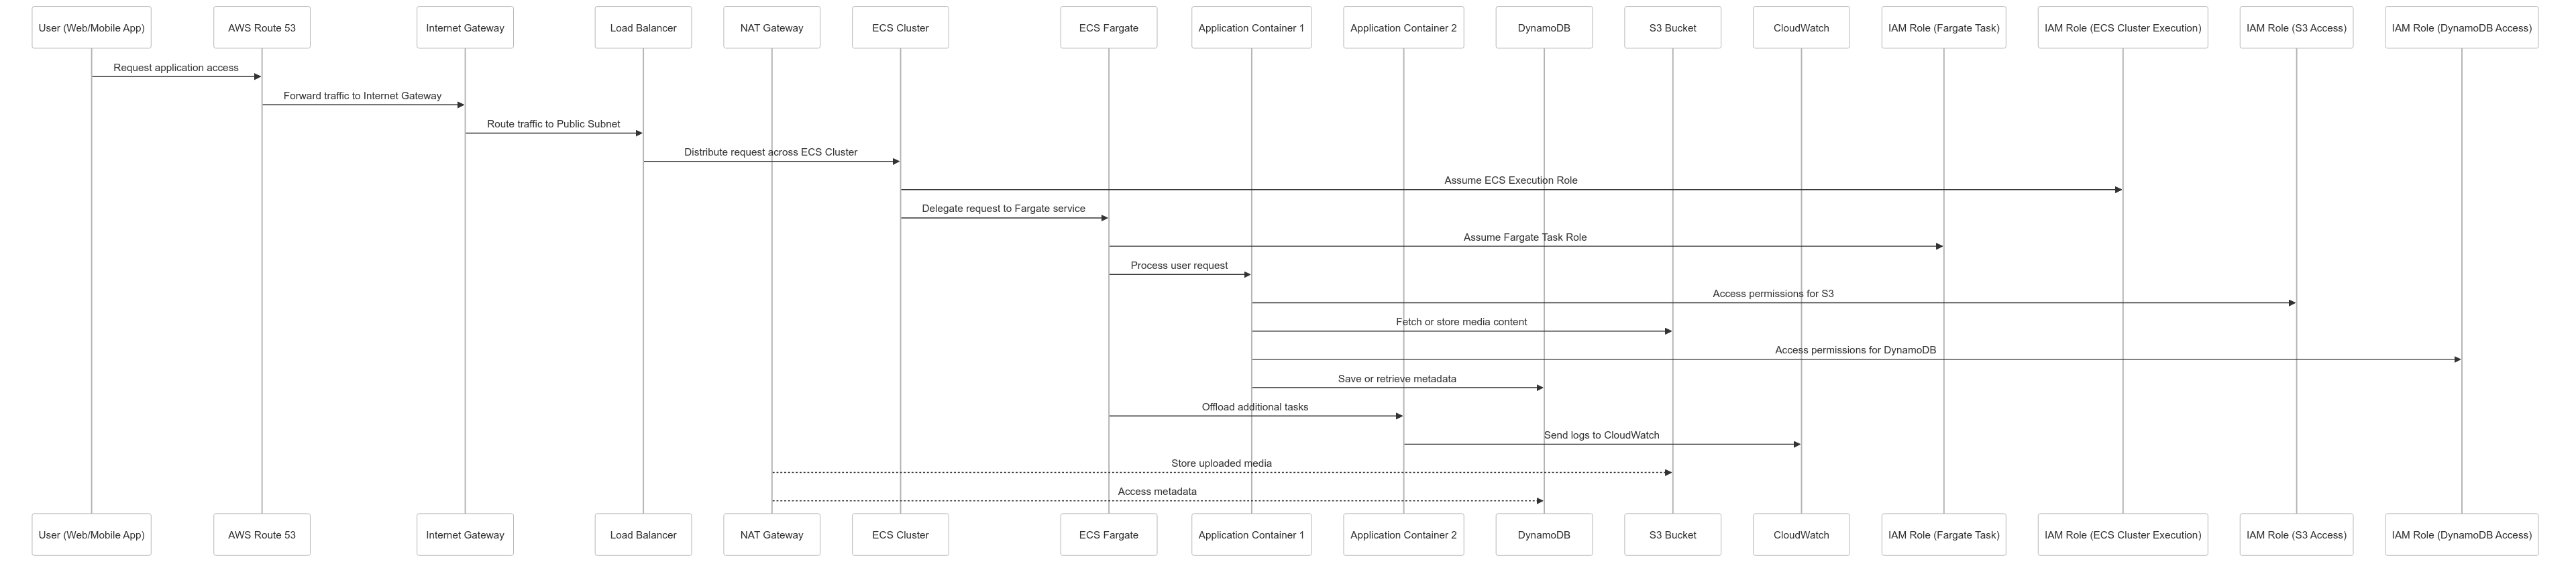 User (Web/Mobile App)
AWS Route 53
Internet Gateway
Load Balancer
NAT Gateway
ECS Cluster
ECS Fargate
Application Container 1
Application Container 2
DynamoDB
S3 Bucket
CloudWatch
IAM Role (Fargate Task)
IAM Role (ECS Cluster Execution)
IAM Role (S3 Access)
IAM Role (DynamoDB Access)
Request application access
Forward traffic to Internet Gateway
Route traffic to Public Subnet
Distribute request across ECS Cluster
Assume ECS Execution Role
Delegate request to Fargate service
Assume Fargate Task Role
Process user request
Access permissions for S3
Fetch or store media content
Access permissions for DynamoDB
Save or retrieve metadata
Offload additional tasks
Send logs to CloudWatch
Store uploaded media
Access metadata
User (Web/Mobile App)
AWS Route 53
Internet Gateway
Load Balancer
NAT Gateway
ECS Cluster
ECS Fargate
Application Container 1
Application Container 2
DynamoDB
S3 Bucket
CloudWatch
IAM Role (Fargate Task)
IAM Role (ECS Cluster Execution)
IAM Role (S3 Access)
IAM Role (DynamoDB Access)